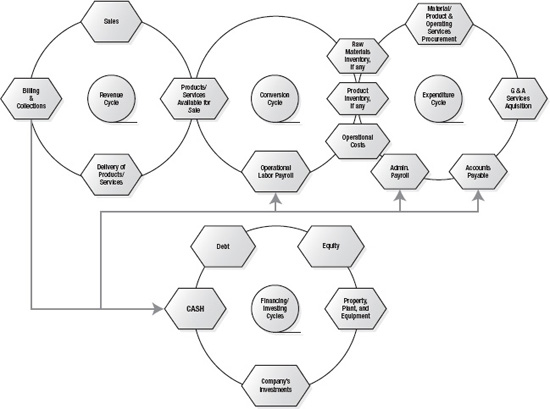 Sales
Billing
&
Collections
Revenue
Cycle
Products/
Services
Available for
Sale
Delivery of
Products/
Services
Conversion
Cycle
Operational
Labor Payroll
Raw
Materials
Inventory,
if any
Product
Inventory,
if any
Operational
Costs
Material/
Product &
Operating
Services
Procurement
Expenditure
Cycle
G & A
Services
Aquisition
Admin.
Payroll
Accounts
Payable
Debt
Equity
CASH
Financing/
Investing
Cycles
Property,
Plant, and
Equipment
Company's
Investments